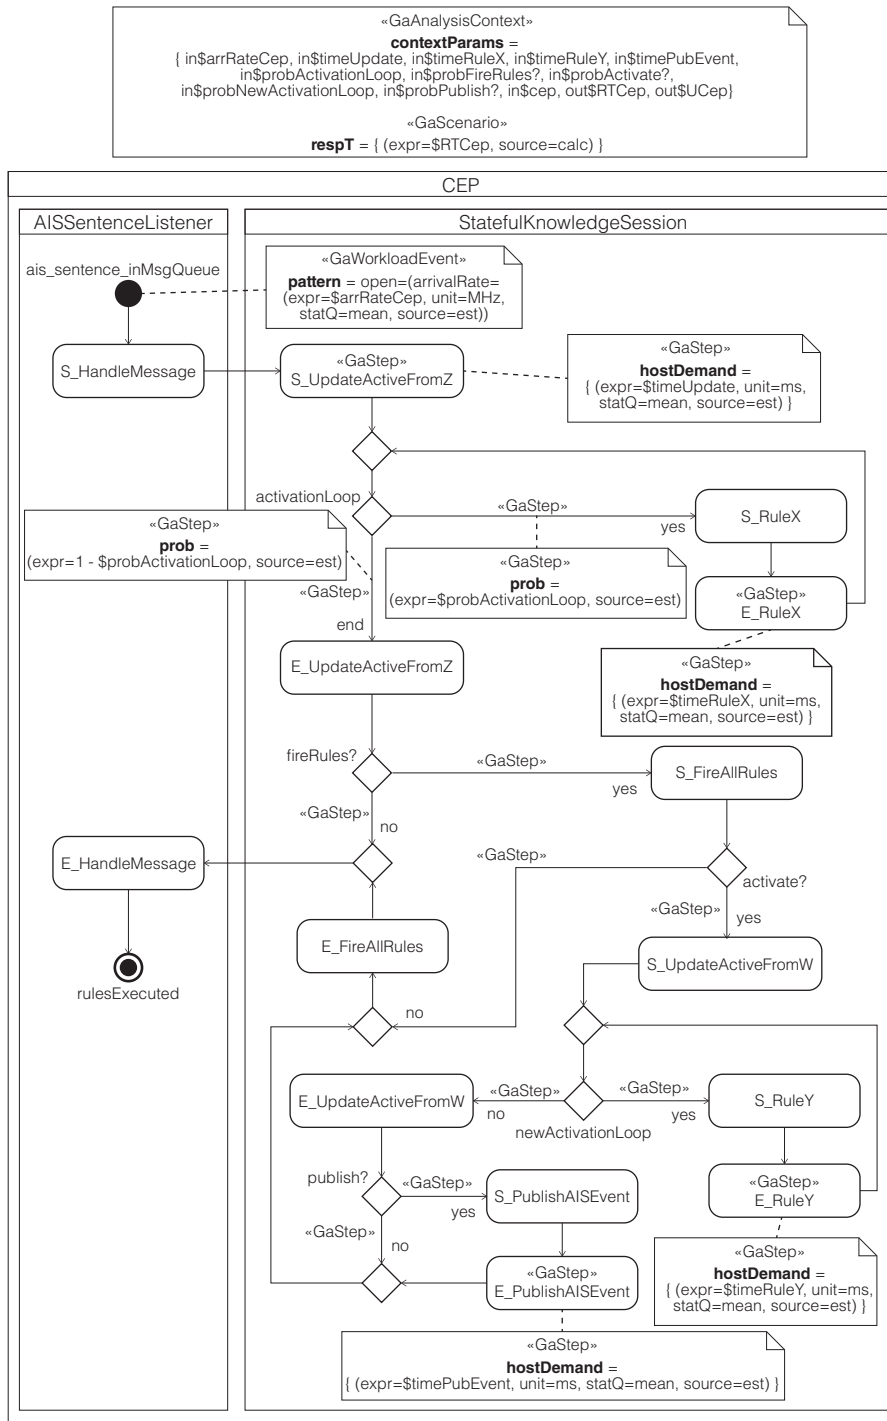 «GaAnalysisContext»
contextParams =
{ in$arrRateCep, in$timeUpdate, in$timeRuleX, in$timeRuleY, in$timePubEvent,
in$probActivationLoop, in$probFireRules?, in$probActivate?,
in$probNewActivationLoop, in$probPublish?, in$cep, out$RTCep, out$UCep}
«GaScenario»
respT = { (expr=$RTCep, source=calc) }
CEP
AISSentenceListener
StatefulKnowledgeSession
ais_sentence_inMsgQueue
«GaWorkloadEvent»
pattern = open=(arrivalRate=
(expr=$arrRateCep, unit=MHz,
statQ=mean, source=est))
S_HandleMessage
«GaStep»
S_UpdateActiveFromZ
«GaStep»
hostDemand =
{ (expr=$timeUpdate, unit=ms,
statQ=mean, source=est) }
activationLoop
«GaStep»
yes
S_RuleX
«GaStep»
prob =
(expr=1 - $probActivationLoop, source=est)
«GaStep»
end
«GaStep»
prob =
(expr=$probActivationLoop, source=est)
«GaStep»
E_RuleX
«GaStep»
hostDemand =
{ (expr=$timeRuleX, unit=ms,
statQ=mean, source=est) }
E_UpdateActiveFromZ
fireRules?
«GaStep»
yes
S_FireAllRules
«GaStep»
no
E_HandleMessage
«GaStep»
activate?
«GaStep»
yes
E_FireAllRules
S_UpdateActiveFromW
rulesExecuted
no
E_UpdateActiveFromW
«GaStep»
no
«GaStep»
yes
newActivationLoop
S_RuleY
publish?
«GaStep»
yes
S_PublishAISEvent
«GaStep»
E_RuleY
«GaStep»
no
«GaStep»
E_PublishAISEvent
«GaStep»
hostDemand =
{ (expr=$timeRuleY, unit=ms,
statQ=mean, source=est) }
«GaStep»
hostDemand =
{ (expr=$timePubEvent, unit=ms, statQ=mean, source=est) }